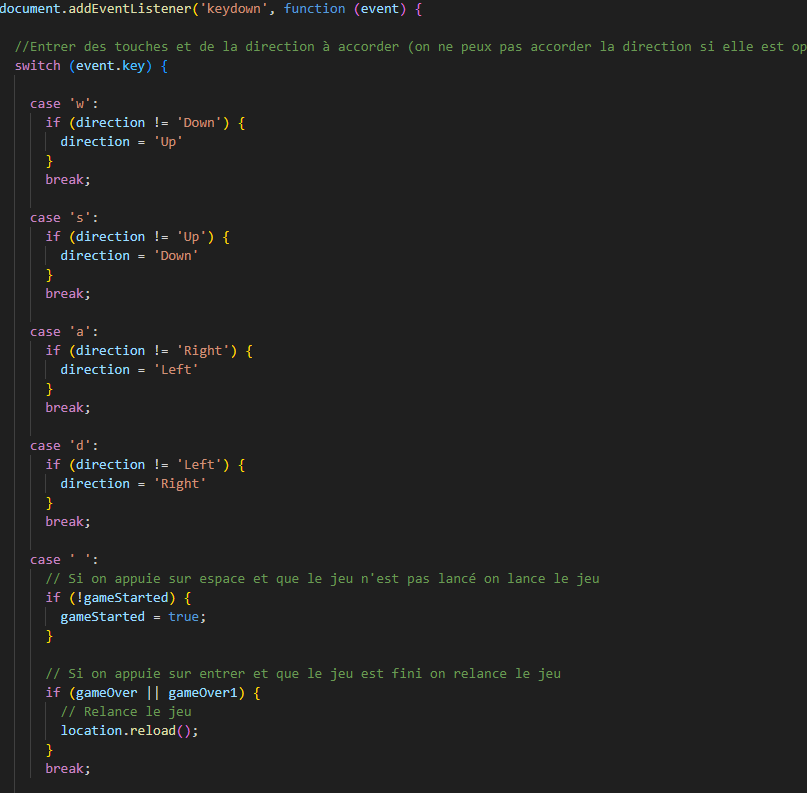 document.addEventListener('keydown', function (event) {
//Entrer des touches et de la direction à accorder (on ne peux pas accorder la direction si elle est
switch (event.key) {
case 'w':
if (direction != 'Down') {
direction = 'Up'
}
break;
case 's':
if (direction != 'Up') {
direction = 'Down'
}
break;
case 'a':
if (direction != 'Right') {
direction = 'Left'
}
break;
case 'd':
if (direction != 'Left') {
direction = 'Right'
}
break;
case ' ':
// Si on appuie sur espace et que le jeu n'est pas lancé on lance le jeu
if (!gameStarted) {
gameStarted = true;
}
// Si on appuie sur entrer et que le jeu est fini on relance le jeu
if (gameOver || gameOver1) {
// Relance le jeu
location.reload();
}
break;